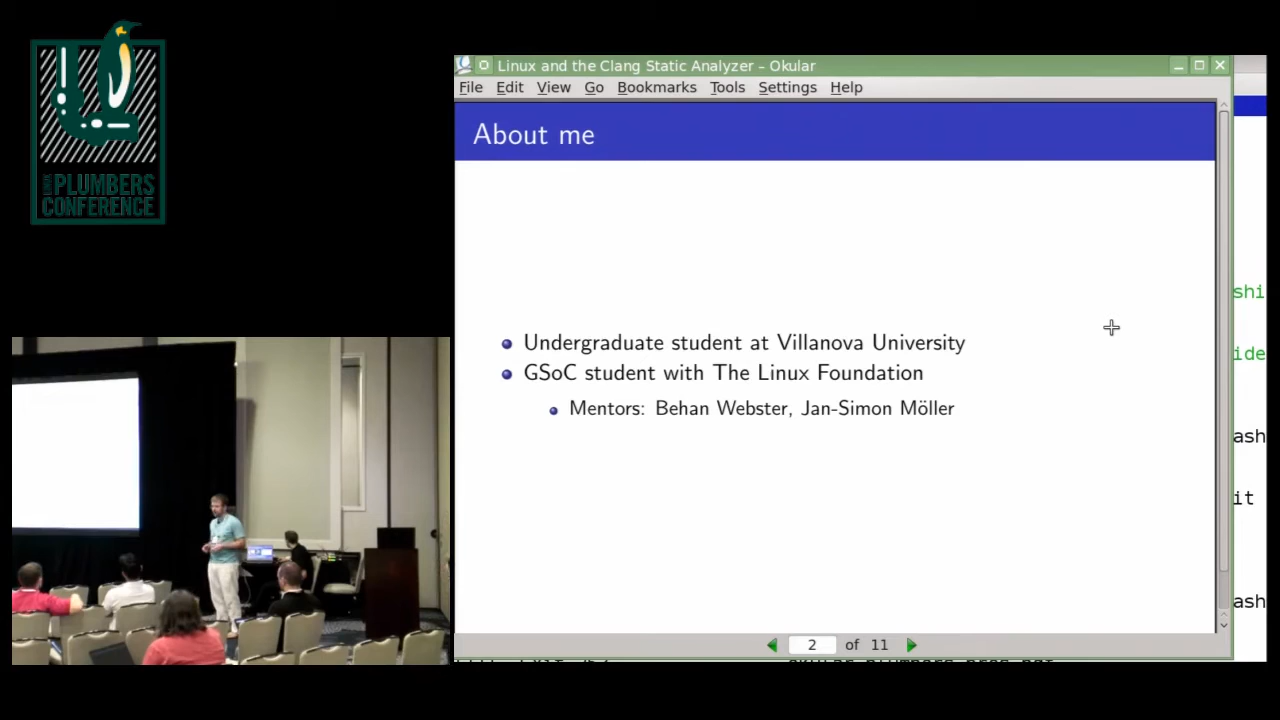 LINUX
PLUMBERS
CONFERENCE
Linux and the Clang Static Analyzer – Okular
File Edit View Go Bookmarks Tools Settings Help
About me
Undergraduate student at Villanova University
GSoC student with The Linux Foundation
Mentors: Behan Webster, Jan-Simon Möller
shi
ide
ash
it
ash
2 of 11